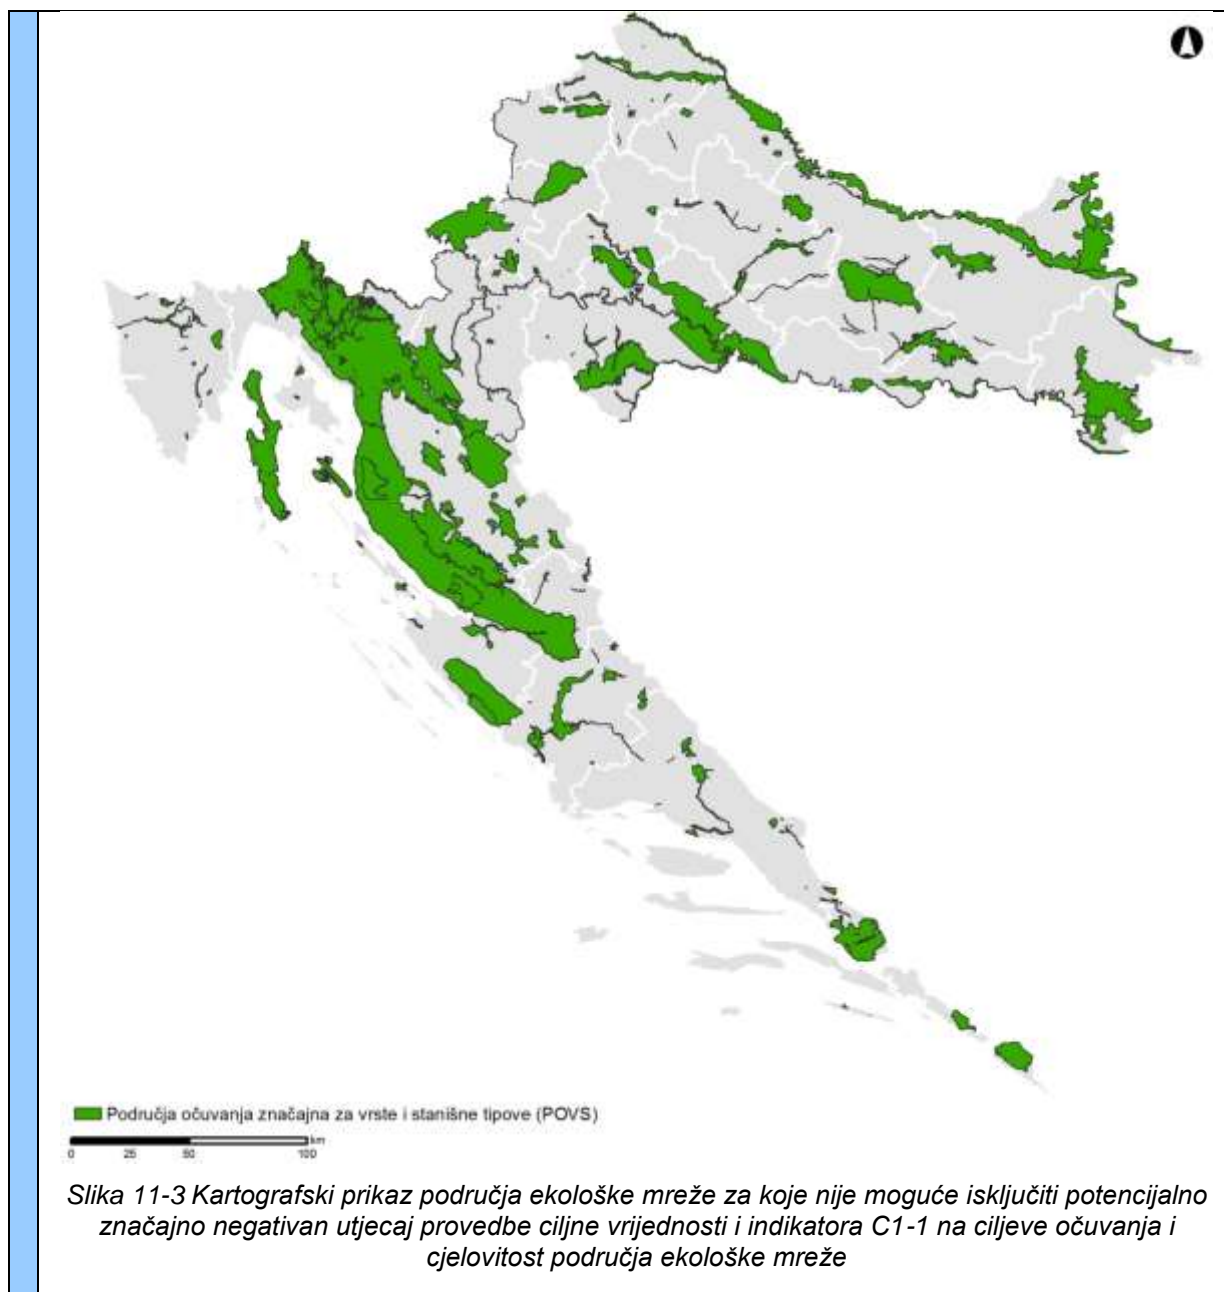 Područja očuvanja značajna za vrste i stanišne tipove (POVS)
km
0 25 50 100
Slika 11-3 Kartografski prikaz područja ekološke mreže za koje nije moguće isključiti potencijalno
značajno negativan utjecaj provedbe ciljne vrijednosti i indikatora C1-1 na ciljeve očuvanja i
cjelovitost područja ekološke mreže